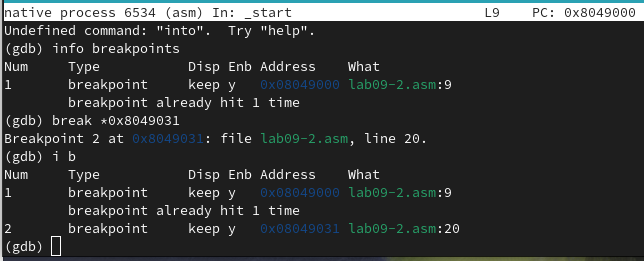 native process 6534 (asm) In: _start L9 PC: 0x8049000
Undefined command: "into". Try "help".
(gdb) info breakpoints
Num Type Disp Enb Address What
1 breakpoint keep y 0x08049000 lab09-2.asm:9
breakpoint already hit 1 time
(gdb) break *0x8049031
Breakpoint 2 at 0x8049031: file lab09-2.asm, line 20.
(gdb) i b
Num Type Disp Enb Address What
1 breakpoint keep y 0x08049000 lab09-2.asm:9
breakpoint already hit 1 time
2 breakpoint keep y 0x08049031 lab09-2.asm:20
(gdb)